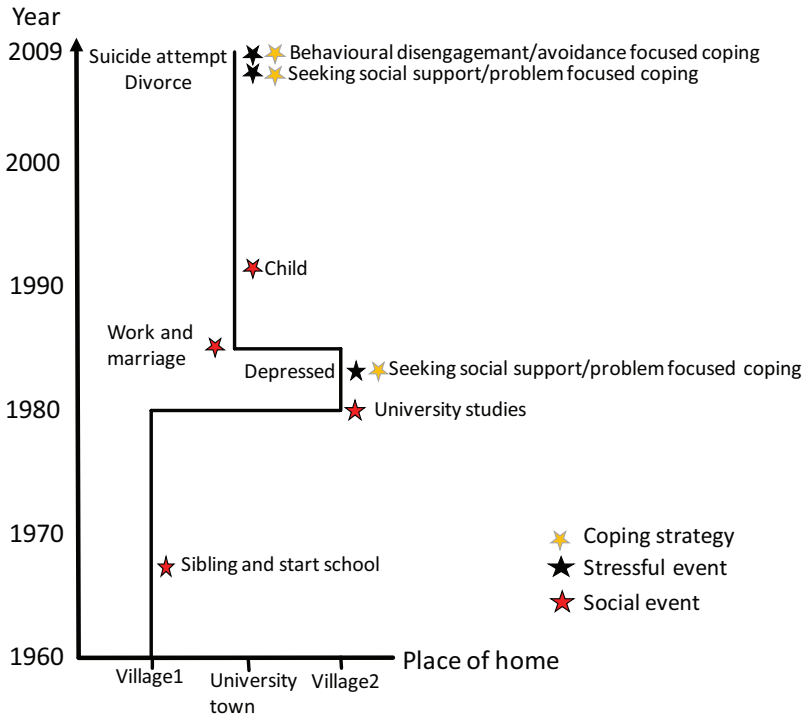 Year
2009
Suicide attempt
Behavioural disengagemant/avoidance focused coping
Divorce
Seeking social support/problem focused coping
2000
Child
1990
Work and
marriage
Depressed
Seeking social support/problem focused coping
1980
University studies
1970
Sibling and start school
Coping strategy
Stressful event
Social event
1960
Place of home
Village1
University
town
Village2